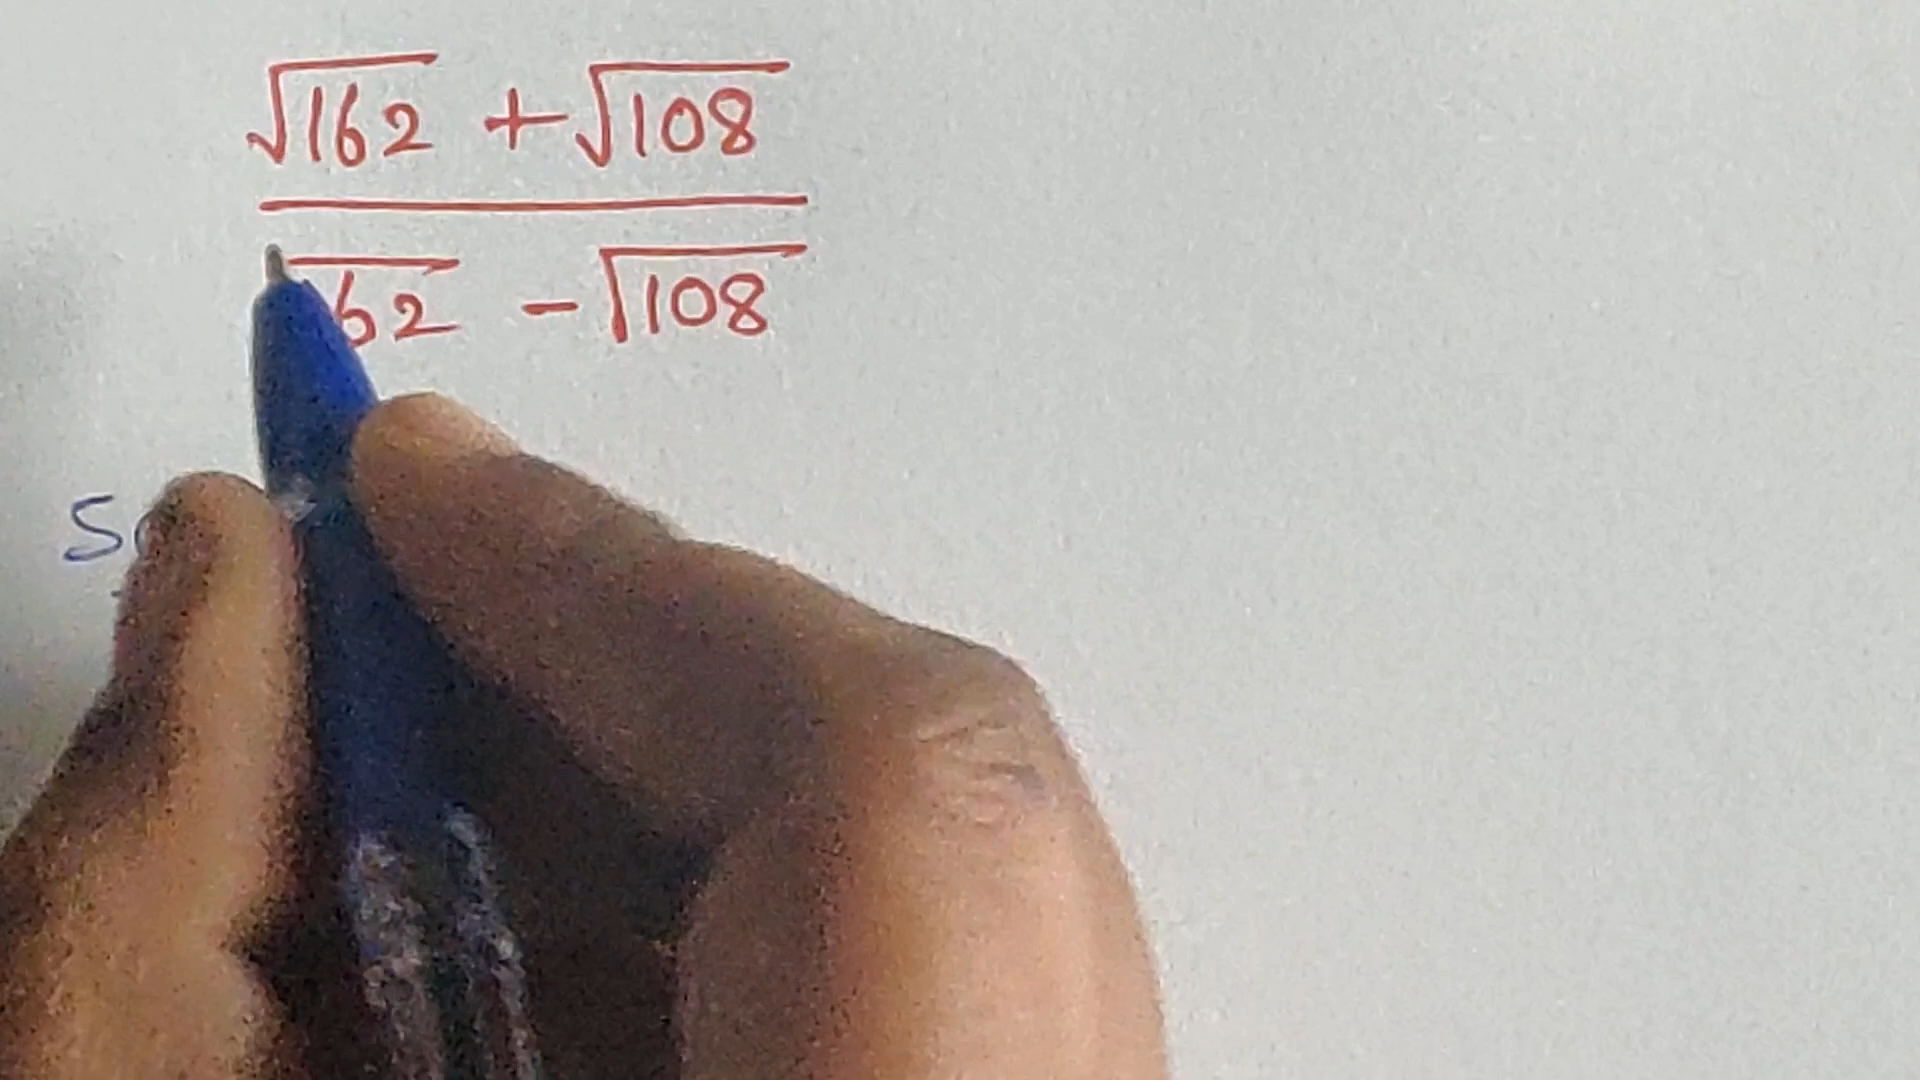 √162 + √108
62 - √108